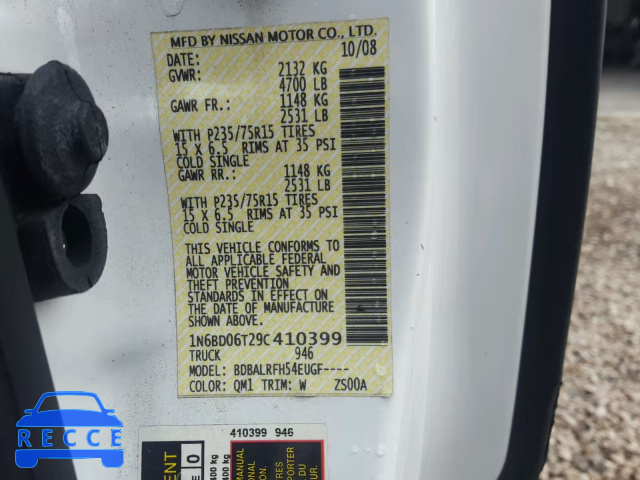 MFD BY NISSAN MOTOR CO., LTD.
DATE: 10/08
GVWR: 2132 KG
4700 LB
GAWR FR.: 1148 KG
2531 LB
WITH P235/75R15 TIRES
15 X 6.5 RIMS AT 35 PSI
COLD SINGLE
GAWR RR.: 1148 KG
2531 LB
WITH P235/75R15 TIRES
15 X 6.5 RIMS AT 35 PSI
COLD SINGLE
THIS VEHICLE CONFORMS TO
ALL APPLICABLE FEDERAL
MOTOR VEHICLE SAFETY AND
THEFT PREVENTION
STANDARDS IN EFFECT ON THE
DATE OF MANUFACTURE
SHOWN ABOVE.
1N6BD06T29C410399
TRUCK 946
MODEL: BDBALRFH54EUGF----
COLOR: QM1 TRIM: W ZS00A
410399 946
BIDCEE